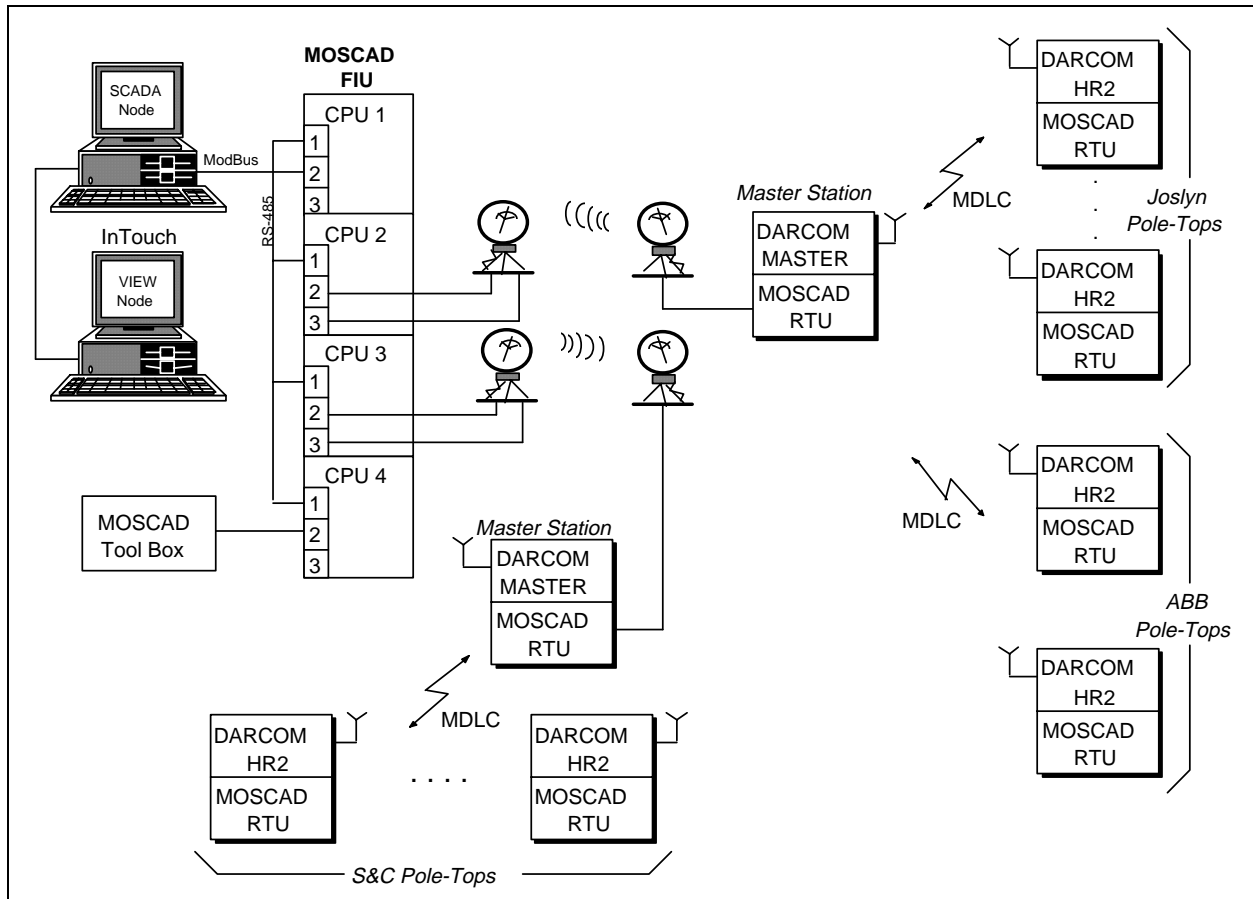 MOSCAD
FIU
SCADA
Node
ModBus
InTouch
VIEW
Node
RS-485
MOSCAD
Tool Box
CPU 1
1
2
3
CPU 2
1
2
3
CPU 3
1
2
3
CPU 4
1
2
3
Master Station
DARCOM
MASTER
MOSCAD
RTU
MDLC
DARCOM
HR2
MOSCAD
RTU
.
.
.
Joslyn
Pole-Tops
DARCOM
HR2
MOSCAD
RTU
MDLC
DARCOM
HR2
MOSCAD
RTU
ABB
Pole-Tops
DARCOM
HR2
MOSCAD
RTU
Master Station
DARCOM
MASTER
MOSCAD
RTU
MDLC
DARCOM
HR2
MOSCAD
RTU
. . . .
DARCOM
HR2
MOSCAD
RTU
S&C Pole-Tops